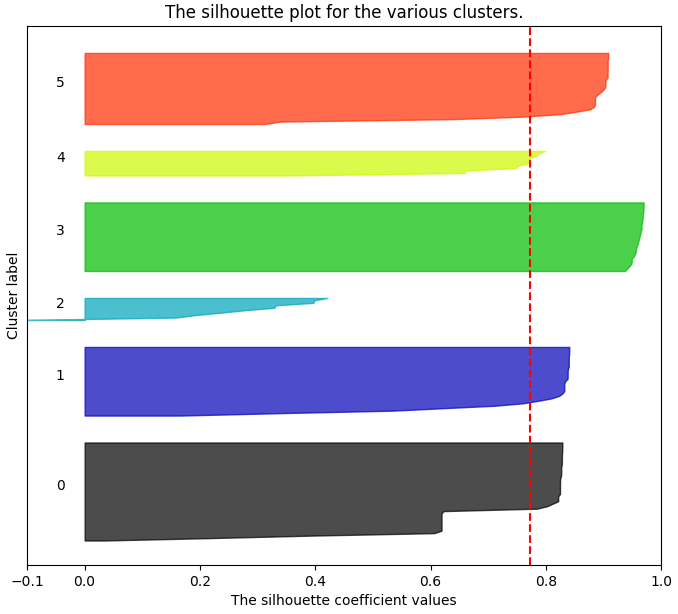 The silhouette plot for the various clusters.
Cluster label
5
4
3
2
1
0
−0.1 0.0 0.2 0.4 0.6 0.8 1.0
The silhouette coefficient values